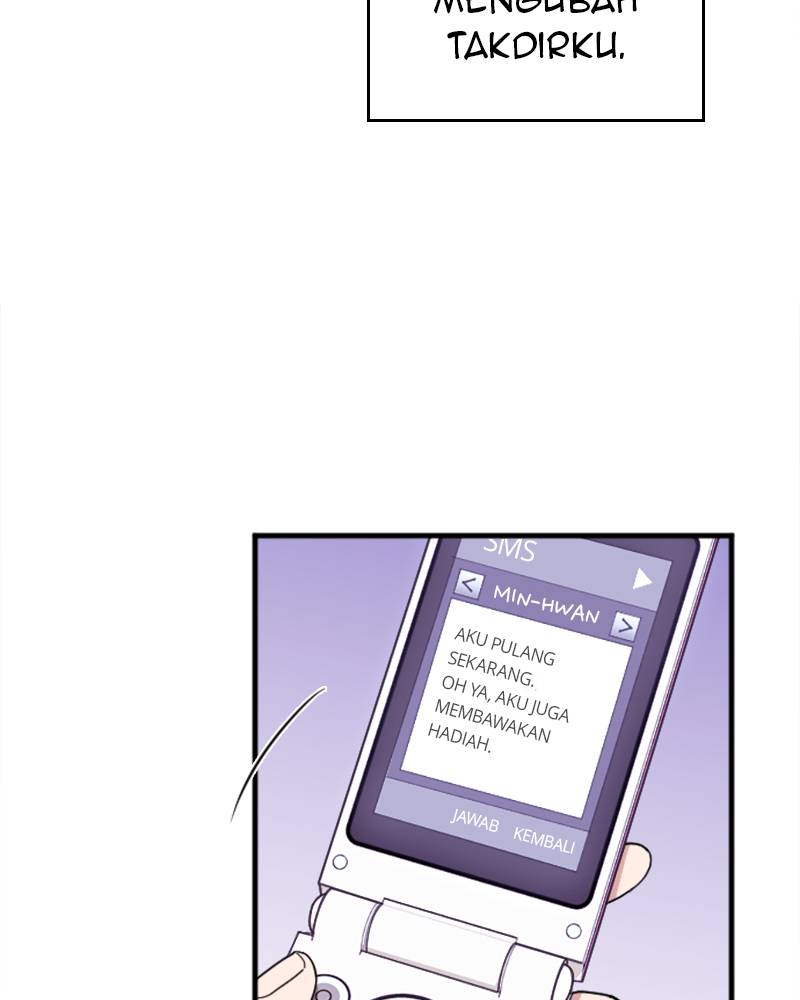 MENGUBAH
TAKDIRKU.
SMS
< MIN-HWAN >
AKU PULANG
SEKARANG.
OH YA, AKU JUGA
MEMBAWAKAN
HADIAH.
JAWAB KEMBALI